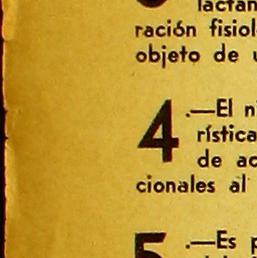 lactan
ración fisiol
objeto de u
4.—El n
rística
de ac
cionales al
5.—Es p